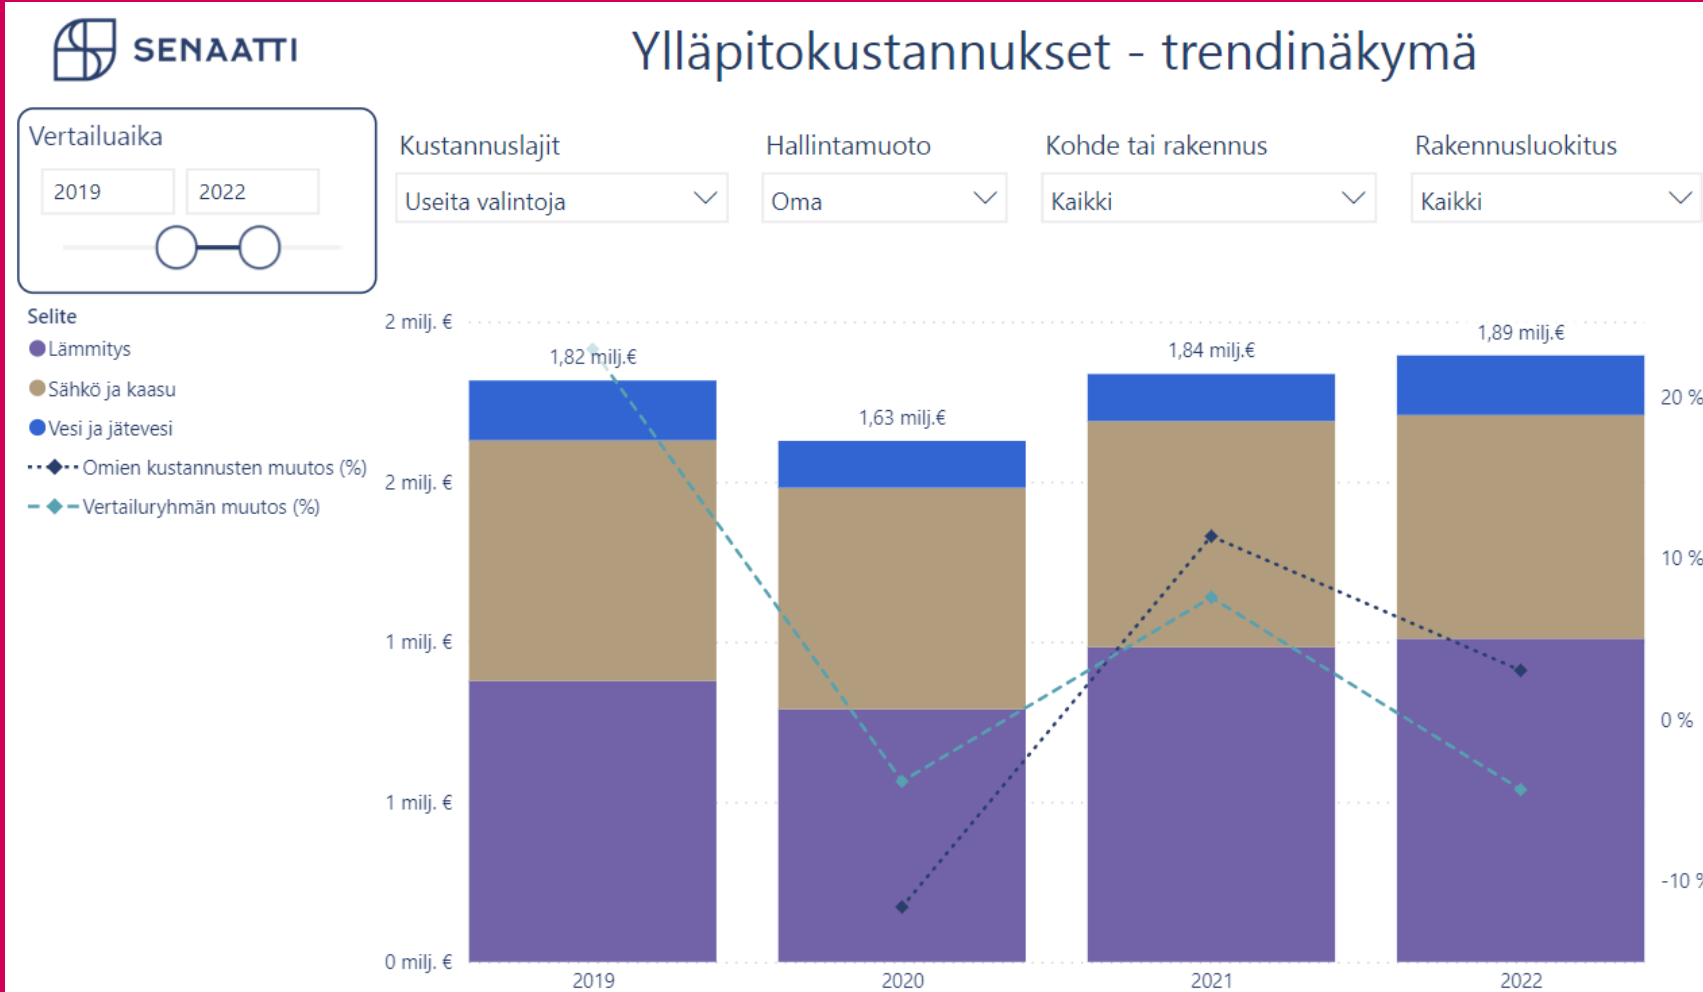 SENAATTI
Ylläpitokustannukset - trendinäkymä
Vertailuaika
2019 2022
Kustannuslajit
Useita valintoja
Hallintamuoto
Oma
Kohde tai rakennus
Kaikki
Rakennusluokitus
Kaikki
Selite
Lämmitys
Sähkö ja kaasu
Vesi ja jätevesi
Omien kustannusten muutos (%)
Vertailuryhmän muutos (%)
2 milj. €
2 milj. €
1 milj. €
1 milj. €
0 milj. €
1,82 milj.€
1,63 milj.€
1,84 milj.€
1,89 milj.€
20 %
10 %
0 %
-10 %
2019 2020 2021 2022